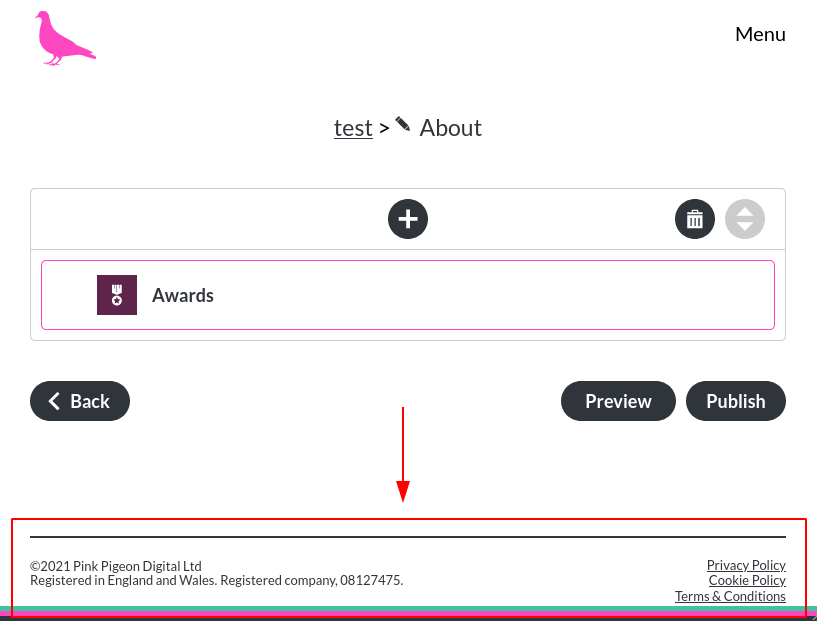 Menu
test > About
Awards
Back
Preview
Publish
©2021 Pink Pigeon Digital Ltd
Registered in England and Wales. Registered company, 08127475.
Privacy Policy
Cookie Policy
Terms & Conditions